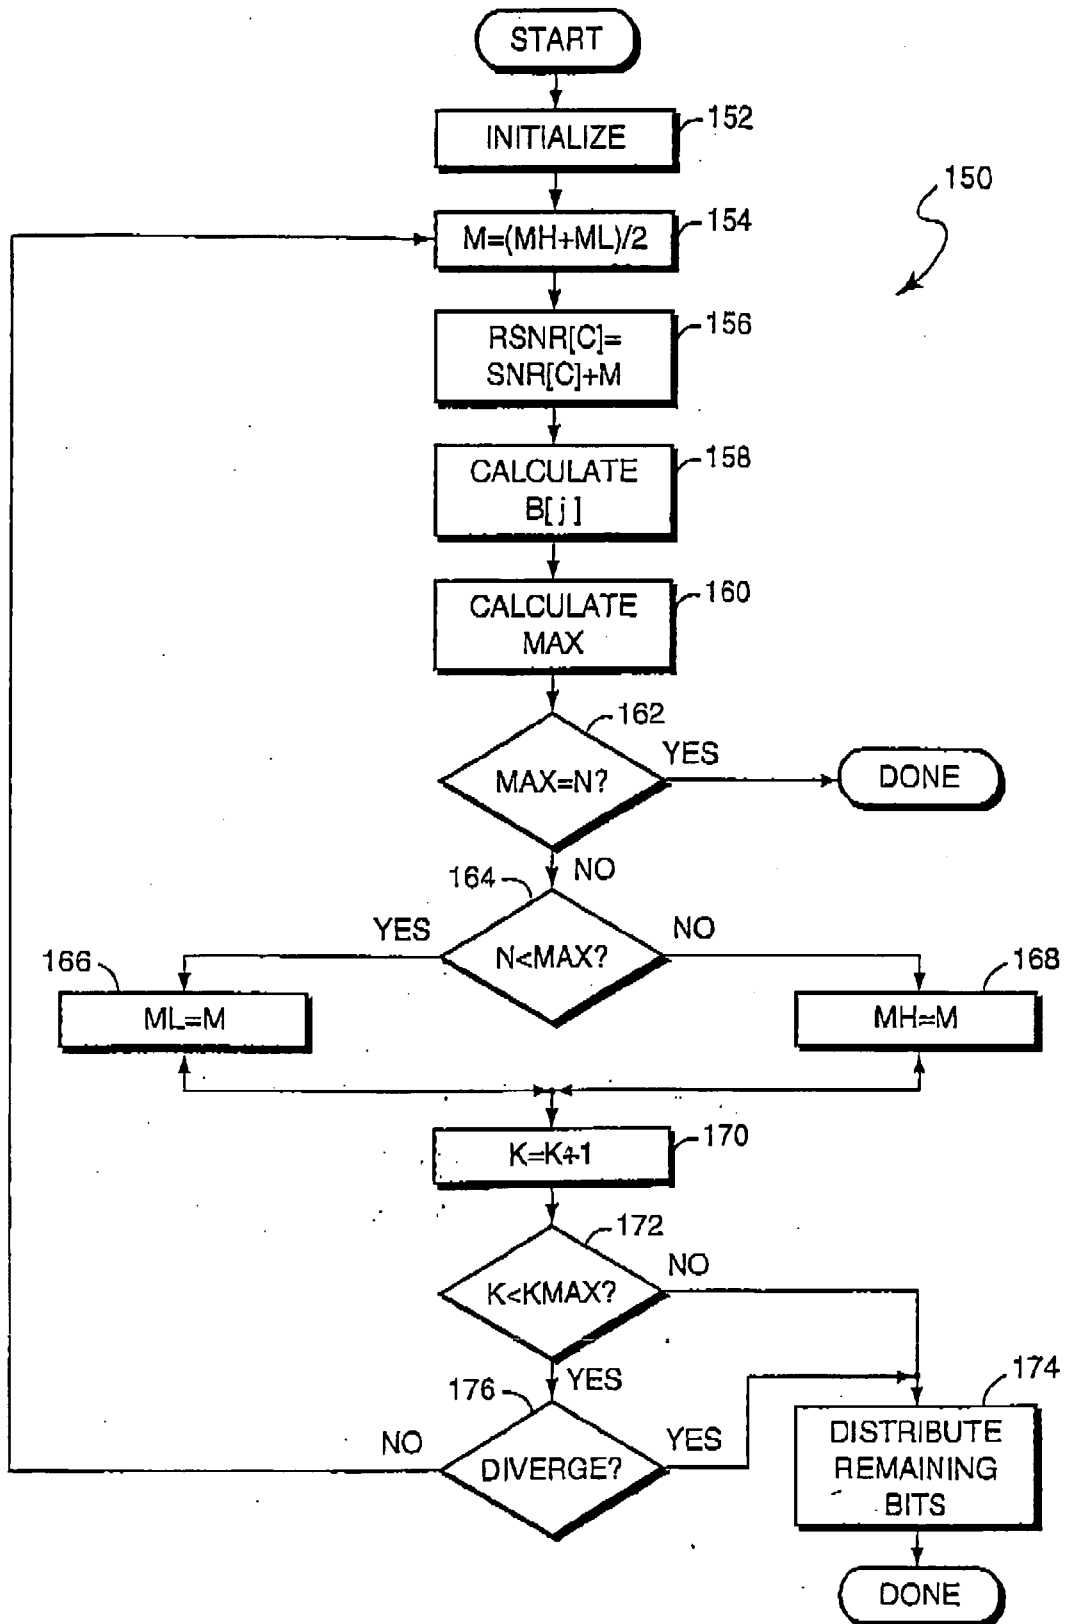 START
INITIALIZE
152
150
M=(MH+ML)/2
154
RSNR[C]=
SNR[C]+M
156
CALCULATE
B[j]
158
CALCULATE
MAX
160
162
MAX=N?
YES
DONE
NO
164
N<MAX?
YES
NO
166
ML=M
168
MH=M
K=K+1
170
172
K<KMAX?
NO
YES
176
DIVERGE?
NO
YES
174
DISTRIBUTE
REMAINING
BITS
DONE